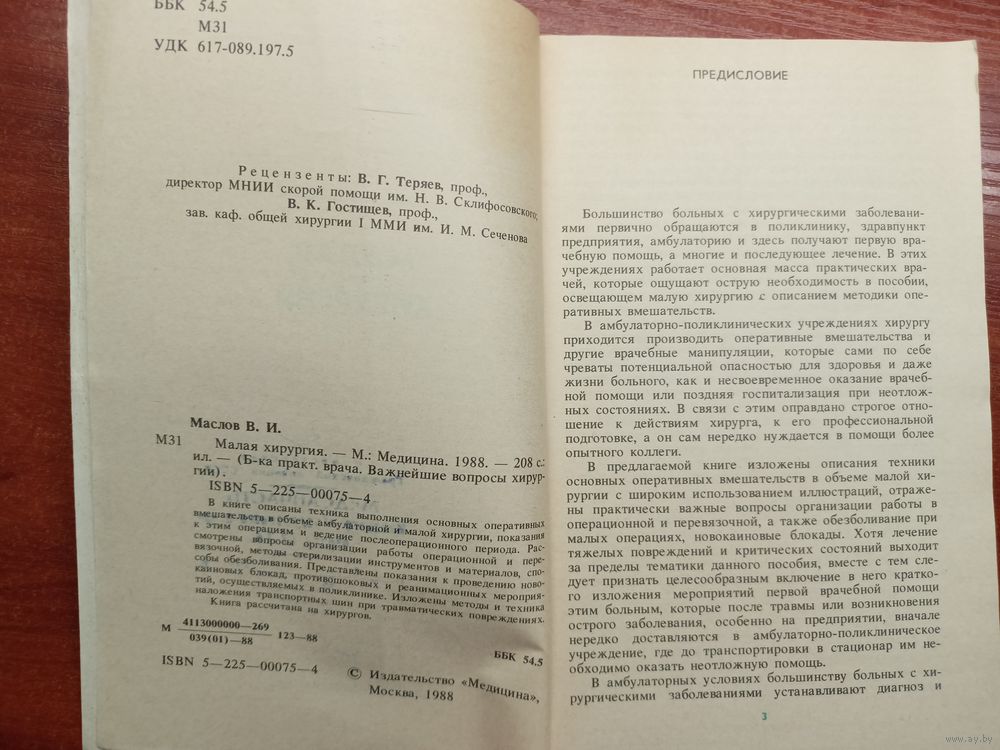 ББК 54.5
М31
УДК 617-089.197.5
Рецензенты: В. Г. Теряев, проф.,
директор МНИИ скорой помощи им. Н. В. Склифосовского;
В. К. Гостищев, проф.,
зав. каф. общей хирургии I ММИ им. И. М. Сеченова
Маслов В. И.
М31 Малая хирургия. — М.: Медицина. 1988. — 208 с.:
ил. — (Б-ка практ. врача. Важнейшие вопросы хирур-
гии).
ISBN 5—225—00075—4
В книге описаны техника выполнения основных оперативных
вмешательств в объеме амбулаторной и малой хирургии, показания
к этим операциям и ведение послеоперационного периода. Рас-
смотрены вопросы организации работы операционной и пере-
вязочной, методы стерилизации инструментов и материалов, спо-
собы обезболивания. Представлены показания к проведению ново-
каиновых блокад, противошоковых и реанимационных мероприя-
тий, осуществляемых в поликлинике. Изложены методы и техника
наложения транспортных шин при травматических повреждениях.
Книга рассчитана на хирургов.
М 4113000000—269
039(01)—88 123—88
ББК 54.5
ISBN 5—225—00075—4
© Издательство «Медицина»,
Москва, 1988
ПРЕДИСЛОВИЕ
Большинство больных с хирургическими заболевани-
ями первично обращаются в поликлинику, здравпункт
предприятия, амбулаторию и здесь получают первую вра-
чебную помощь, а многие и последующее лечение. В этих
учреждениях работает основная масса практических вра-
чей, которые ощущают острую необходимость в пособии,
освещающем малую хирургию с описанием методики опе-
ративных вмешательств.
В амбулаторно-поликлинических учреждениях хирургу
приходится производить оперативные вмешательства и
другие врачебные манипуляции, которые сами по себе
чреваты потенциальной опасностью для здоровья и даже
жизни больного, как и несвоевременное оказание врачеб-
ной помощи или поздняя госпитализация при неотлож-
ных состояниях. В связи с этим оправдано строгое отно-
шение к действиям хирурга, к его профессиональной
подготовке, а он сам нередко нуждается в помощи более
опытного коллеги.
В предлагаемой книге изложены описания техники
основных оперативных вмешательств в объеме малой хи-
рургии с широким использованием иллюстраций, отраже-
ны практически важные вопросы организации работы в
операционной и перевязочной, а также обезболивание при
малых операциях, новокаиновые блокады. Хотя лечение
тяжелых повреждений и критических состояний выходит
за пределы тематики данного пособия, вместе с тем сле-
дует признать целесообразным включение в него кратко-
го изложения мероприятий первой врачебной помощи
этим больным, которые после травмы или возникновения
острого заболевания, особенно на предприятии, вначале
нередко доставляются в амбулаторно-поликлиническое
учреждение, где до транспортировки в стационар им не-
обходимо оказать неотложную помощь.
В амбулаторных условиях большинству больных с хи-
рургическими заболеваниями устанавливают диагноз и
3
www.ay.by